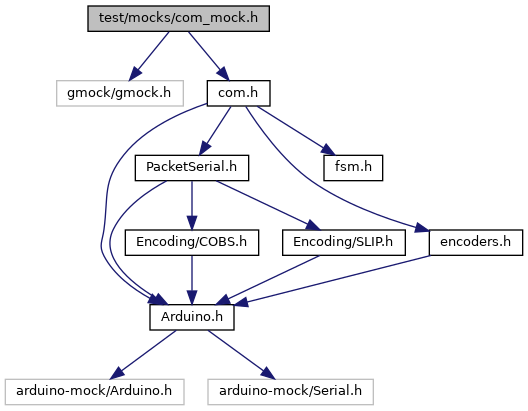 test/mocks/com_mock.h
gmock/gmock.h
com.h
PacketSerial.h
fsm.h
Encoding/COBS.h
Encoding/SLIP.h
encoders.h
Arduino.h
arduino-mock/Arduino.h
arduino-mock/Serial.h